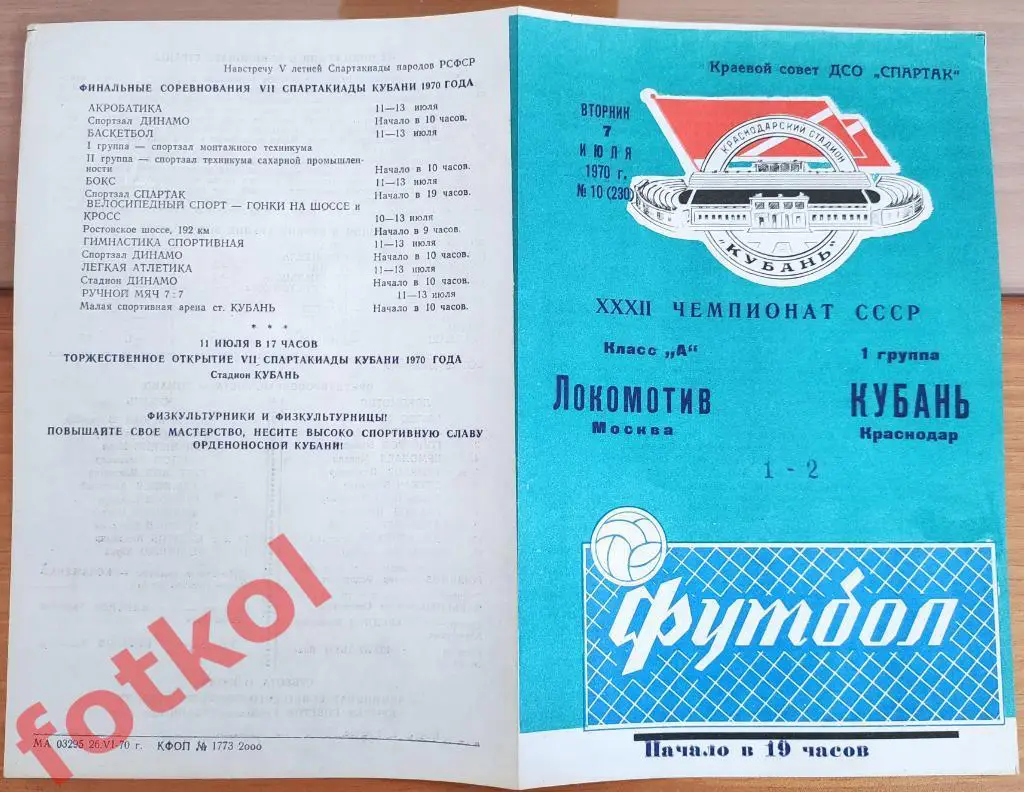 Навстречу V летней Спартакиады народов РСФСР
ФИНАЛЬНЫЕ СОРЕВНОВАНИЯ VII СПАРТАКИАДЫ КУБАНИ 1970 ГОДА
АКРОБАТИКА 11—13 июля
Спортзал ДИНАМО Начало в 10 часов.
БАСКЕТБОЛ 11—13 июля
I группа — спортзал монтажного техникума
II группа — спортзал техникума сахарной промышлен-
ности Начало в 10 часов.
БОКС 11—13 июля
Спортзал СПАРТАК Начало в 19 часов.
ВЕЛОСИПЕДНЫЙ СПОРТ — ГОНКИ НА ШОССЕ и
КРОСС 10—13 июля
Ростовское шоссе, 192 км Начало в 9 часов.
ГИМНАСТИКА СПОРТИВНАЯ 11—13 июля
Спортзал ДИНАМО Начало в 10 часов.
ЛЕГКАЯ АТЛЕТИКА 11—13 июля
Стадион ДИНАМО Начало в 10 часов.
РУЧНОЙ МЯЧ 7:7 11—13 июля
Малая спортивная арена ст. КУБАНЬ Начало в 10 часов.
* * *
11 ИЮЛЯ В 17 ЧАСОВ
ТОРЖЕСТВЕННОЕ ОТКРЫТИЕ VII СПАРТАКИАДЫ КУБАНИ 1970 ГОДА
Стадион КУБАНЬ
ФИЗКУЛЬТУРНИКИ И ФИЗКУЛЬТУРНИЦЫ!
ПОВЫШАЙТЕ СВОЕ МАСТЕРСТВО, НЕСИТЕ ВЫСОКО СПОРТИВНУЮ СЛАВУ
ОРДЕНОНОСНОЙ КУБАНИ!
МА 03295 26.VI-70 г. КФОП № 1773 2000
fotkol
Краевой совет ДСО „СПАРТАК“
ВТОРНИК
7
ИЮЛЯ
1970 г.
№ 10 (230)
КРАСНОДАРСКИЙ СТАДИОН
„КУБАНЬ“
XXXII ЧЕМПИОНАТ СССР
Класс „А“ 1 группа
ЛОКОМОТИВ КУБАНЬ
Москва Краснодар
1 - 2
Футбол
Начало в 19 часов